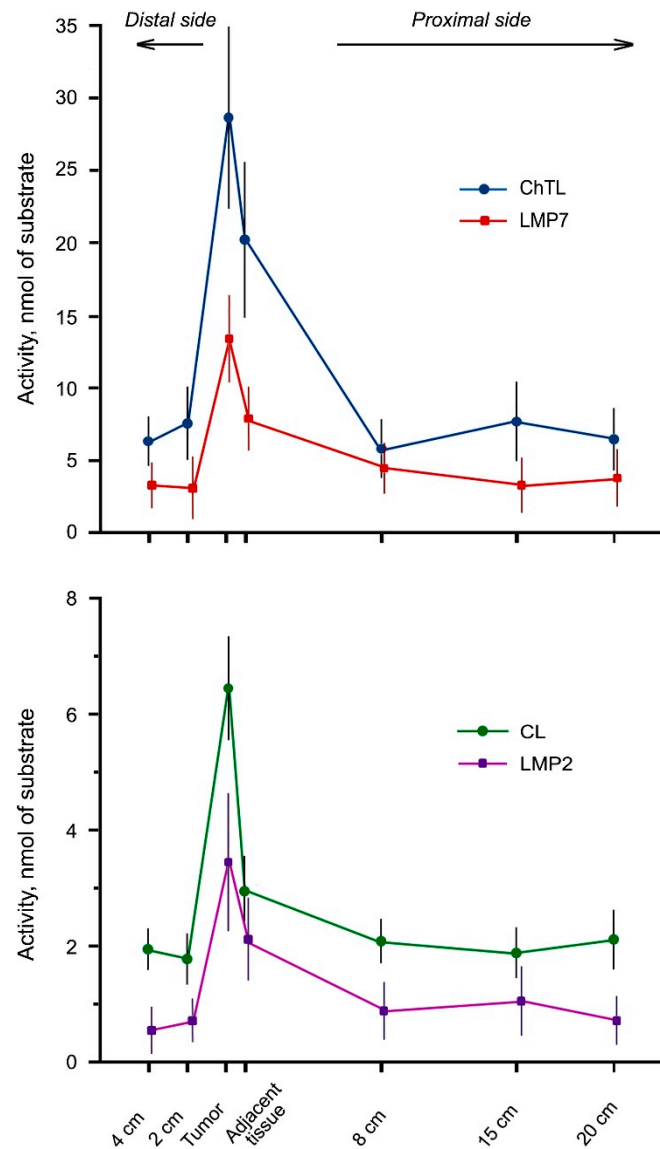 Distal side
Proximal side
35
30
25
20
15
10
5
0
Activity, nmol of substrate
ChTL
LMP7
8
6
4
2
0
Activity, nmol of substrate
CL
LMP2
4 cm
2 cm
Tumor
Adjacent
tissue
8 cm
15 cm
20 cm